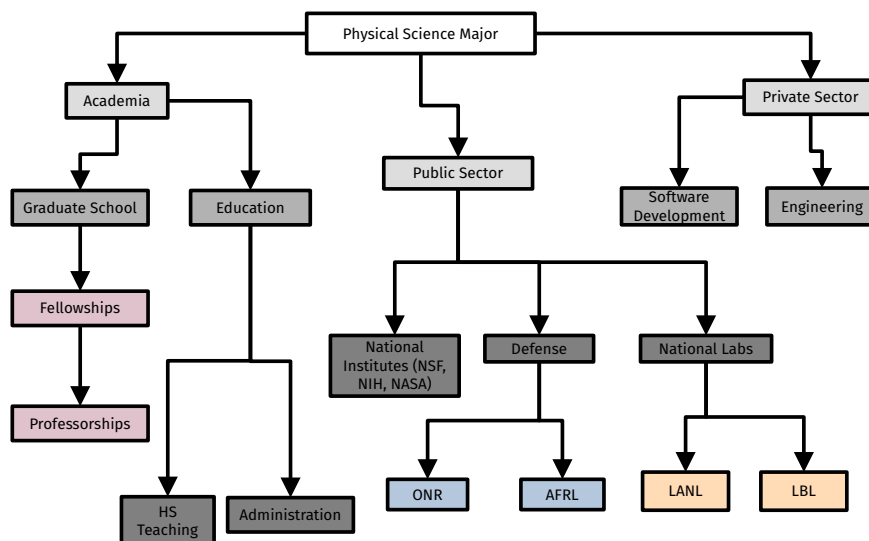 Physical Science Major
Academia
Private Sector
Public Sector
Graduate School
Education
Software
Development
Engineering
Fellowships
National
Institutes (NSF,
NIH, NASA)
Defense
National Labs
Professorships
ONR
AFRL
LANL
LBL
HS
Teaching
Administration